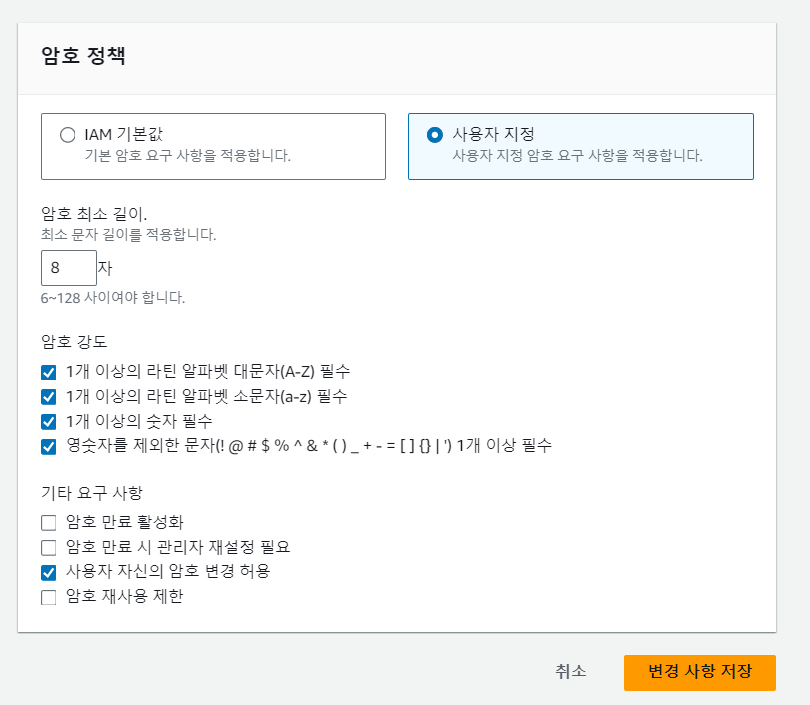 암호 정책
IAM 기본값
기본 암호 요구 사항을 적용합니다.
사용자 지정
사용자 지정 암호 요구 사항을 적용합니다.
암호 최소 길이.
최소 문자 길이를 적용합니다.
8 자
6~128 사이여야 합니다.
암호 강도
1개 이상의 라틴 알파벳 대문자(A-Z) 필수
1개 이상의 라틴 알파벳 소문자(a-z) 필수
1개 이상의 숫자 필수
영숫자를 제외한 문자(! @ # $ % ^ & * ( ) _ + - = [ ] {} | ') 1개 이상 필수
기타 요구 사항
암호 만료 활성화
암호 만료 시 관리자 재설정 필요
사용자 자신의 암호 변경 허용
암호 재사용 제한
취소
변경 사항 저장